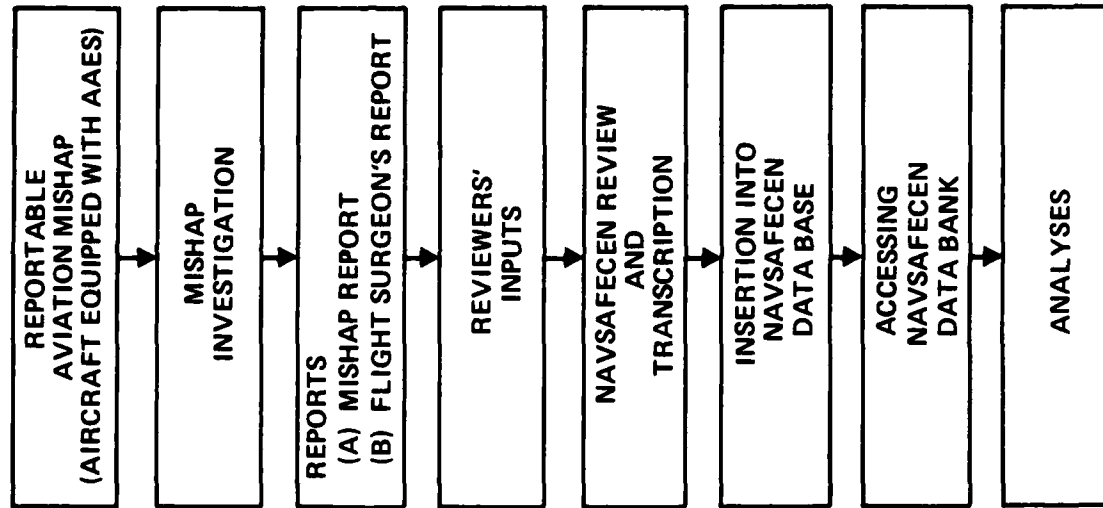 REPORTABLE
AVIATION MISHAP
(AIRCRAFT EQUIPPED WITH AAES)
MISHAP
INVESTIGATION
REPORTS
(A) MISHAP REPORT
(B) FLIGHT SURGEON'S REPORT
REVIEWERS'
INPUTS
NAVSAFECEN REVIEW
AND
TRANSCRIPTION
INSERTION INTO
NAVSAFECEN
DATA BASE
ACCESSING
NAVSAFECEN
DATA BANK
ANALYSES